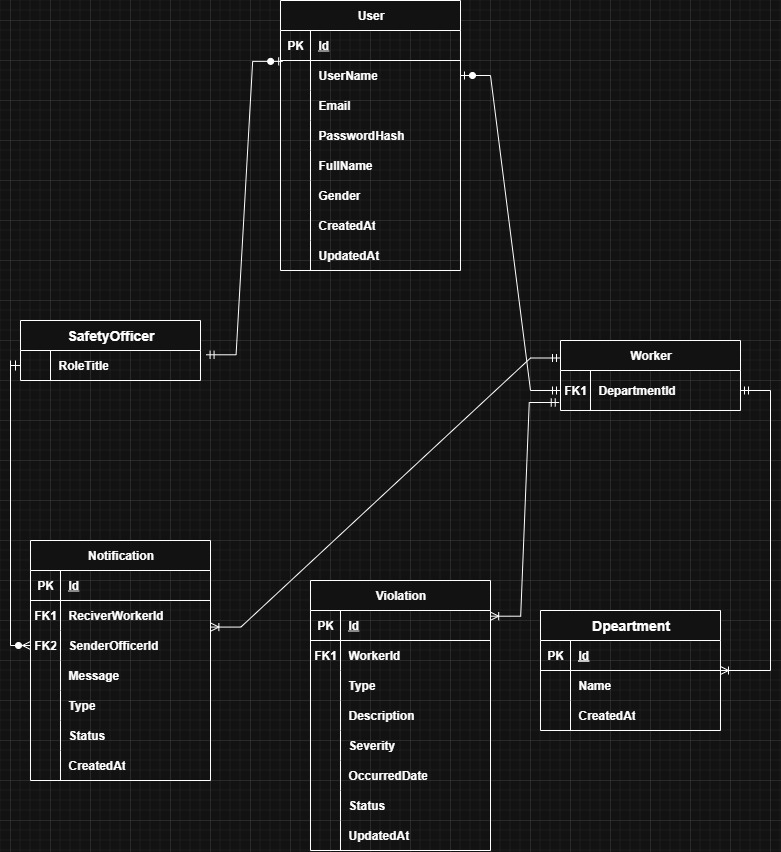 User
PK Id
UserName
Email
PasswordHash
FullName
Gender
CreatedAt
UpdatedAt
SafetyOfficer
RoleTitle
Worker
FK1 DepartmentId
Notification
PK Id
FK1 ReciverWorkerId
FK2 SenderOfficerId
Message
Type
Status
CreatedAt
Violation
PK Id
FK1 WorkerId
Type
Description
Severity
OccurredDate
Status
UpdatedAt
Dpeartment
PK Id
Name
CreatedAt